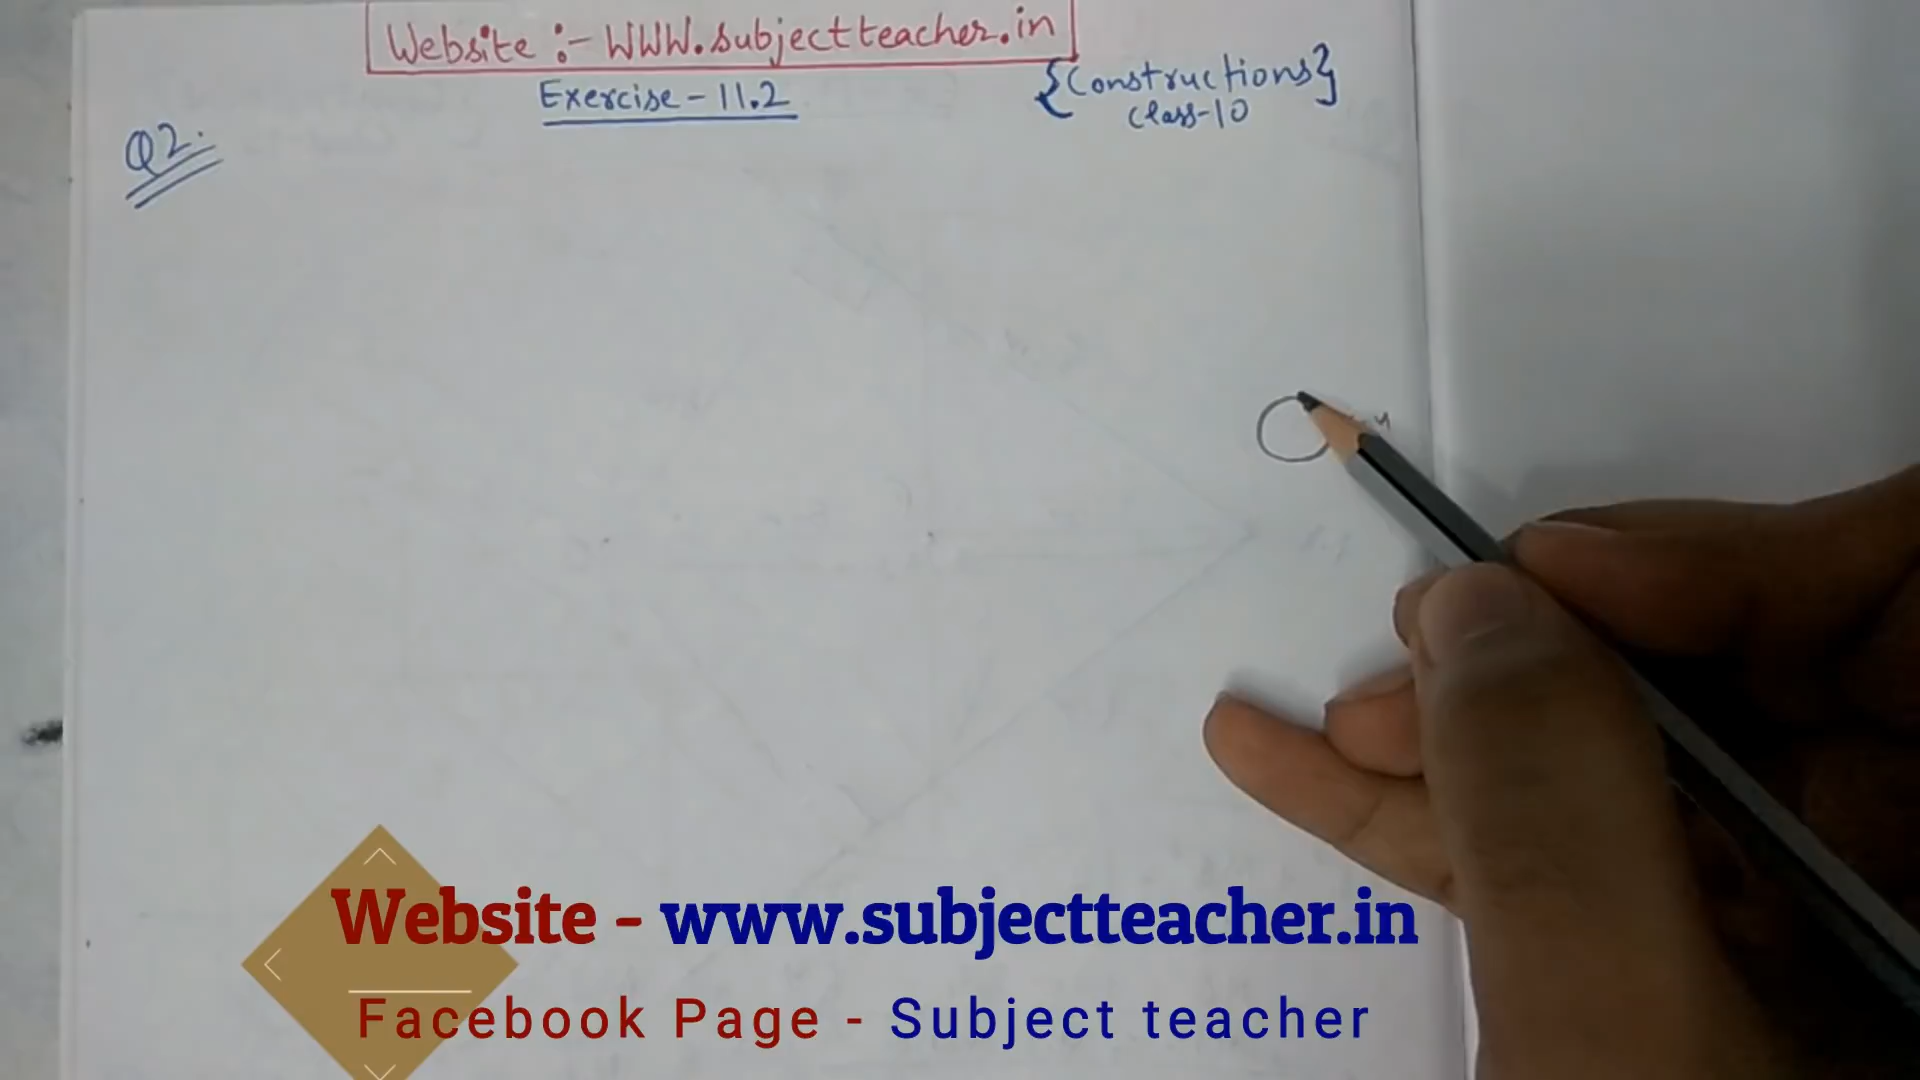 Website :- WWW.subjectteacher.in
Exercise - 11.2
{Constructions}
Class-10
Q2.
Website - www.subjectteacher.in
Facebook Page - Subject teacher